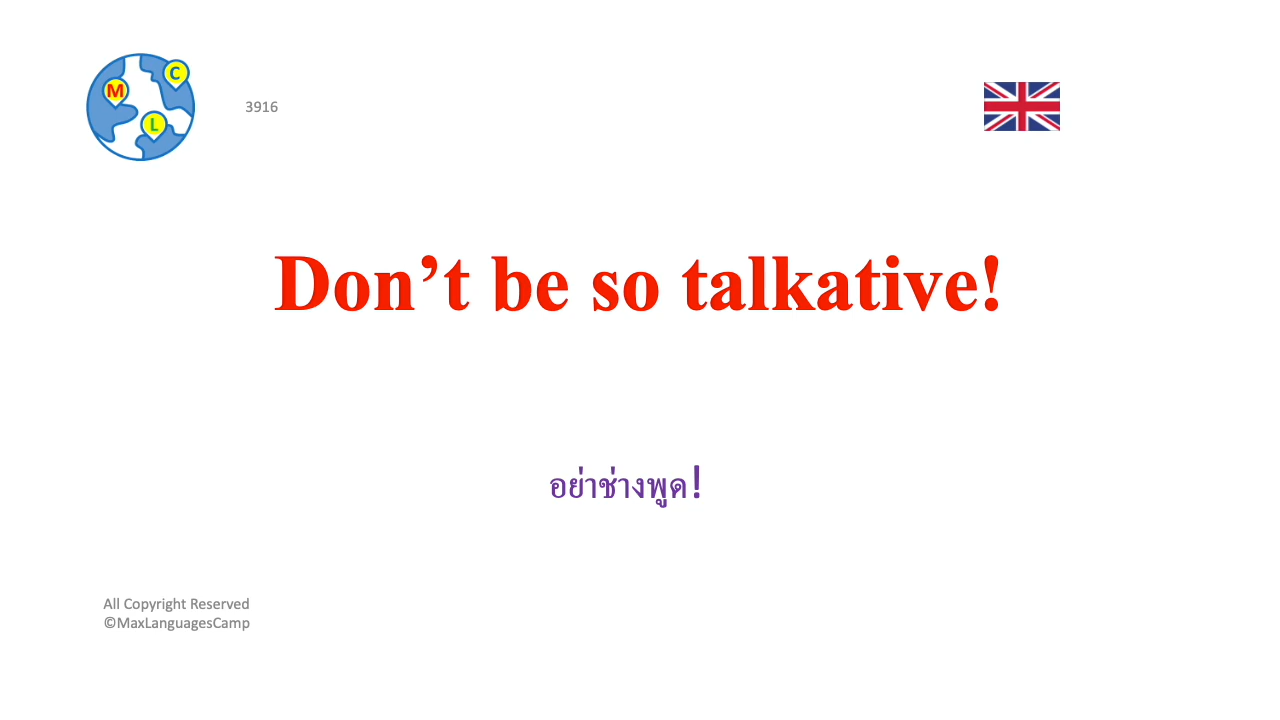 M
C
L
3916
Don’t be so talkative!
อย่าช่างพูด!
All Copyright Reserved
©MaxLanguagesCamp